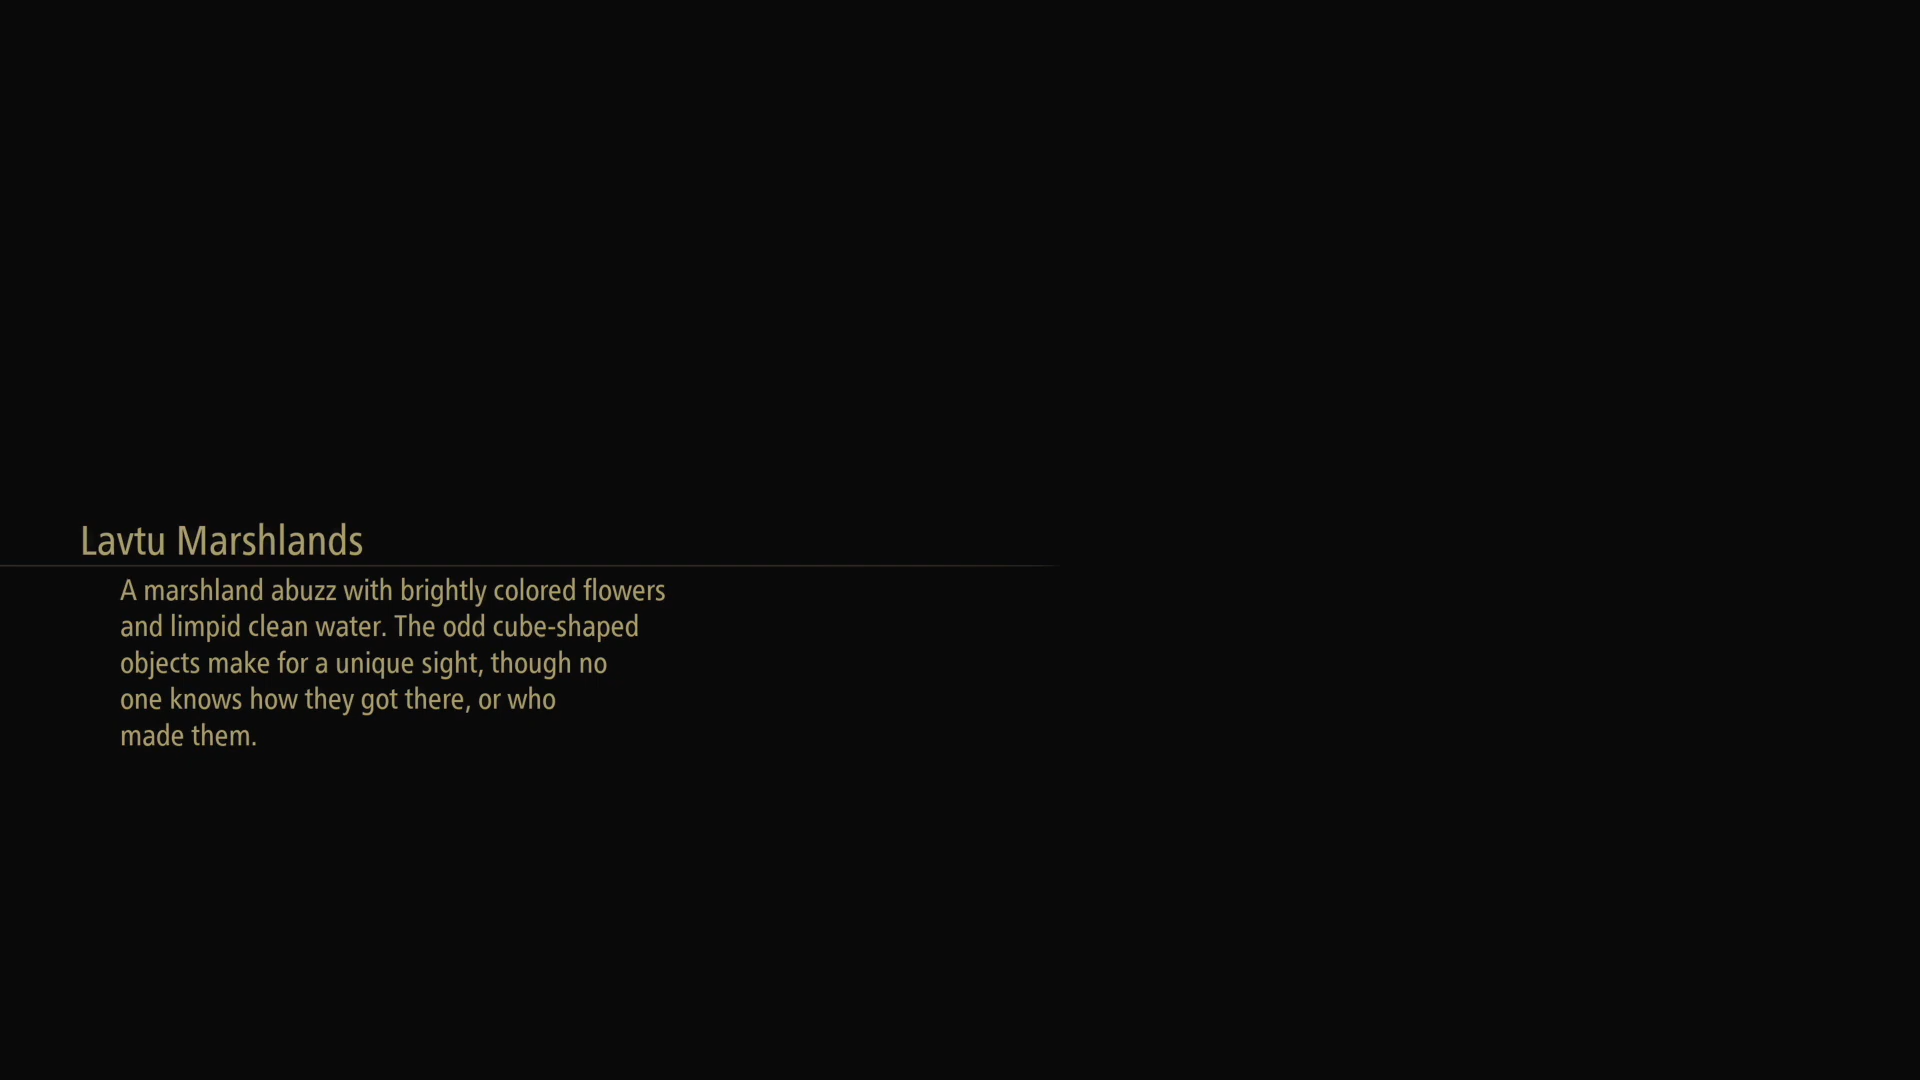 Lavtu Marshlands
A marshland abuzz with brightly colored flowers
and limpid clean water. The odd cube-shaped
objects make for a unique sight, though no
one knows how they got there, or who
made them.